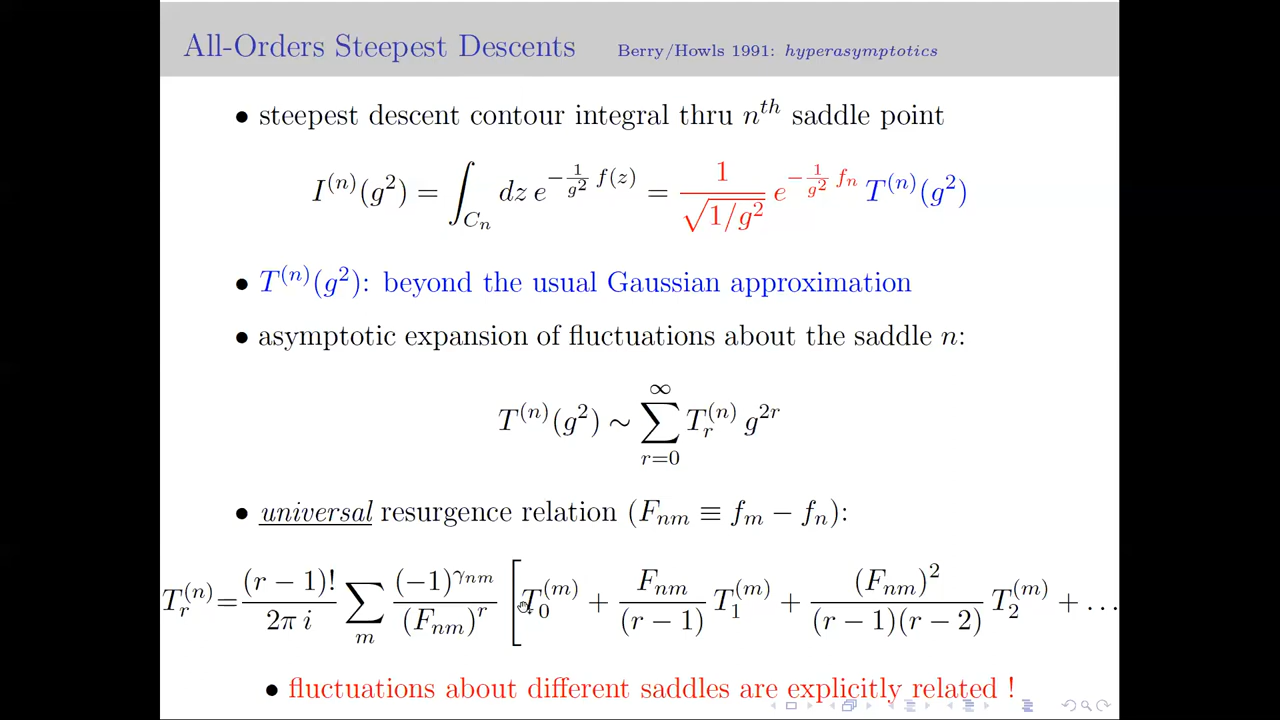 All-Orders Steepest Descents Berry/Howls 1991: hyperasymptotics
• steepest descent contour integral thru n^{th} saddle point
I^{(n)}(g^2) = \int_{C_n} dz e^{-\frac{1}{g^2} f(z)} = \frac{1}{\sqrt{1/g^2}} e^{-\frac{1}{g^2} f_n} T^{(n)}(g^2)
• T^{(n)}(g^2): beyond the usual Gaussian approximation
• asymptotic expansion of fluctuations about the saddle n:
T^{(n)}(g^2) ∼ \sum_{r=0}^{∞} T_r^{(n)} g^{2r}
• universal resurgence relation (F_{nm} ≡ f_m − f_n):
T_r^{(n)} = \frac{(r − 1)!}{2π i} \sum_m \frac{(-1)^{γ_{nm}}}{(F_{nm})^r} [ T_0^{(m)} + \frac{F_{nm}}{(r − 1)} T_1^{(m)} + \frac{(F_{nm})^2}{(r − 1)(r − 2)} T_2^{(m)} + ...
• fluctuations about different saddles are explicitly related !